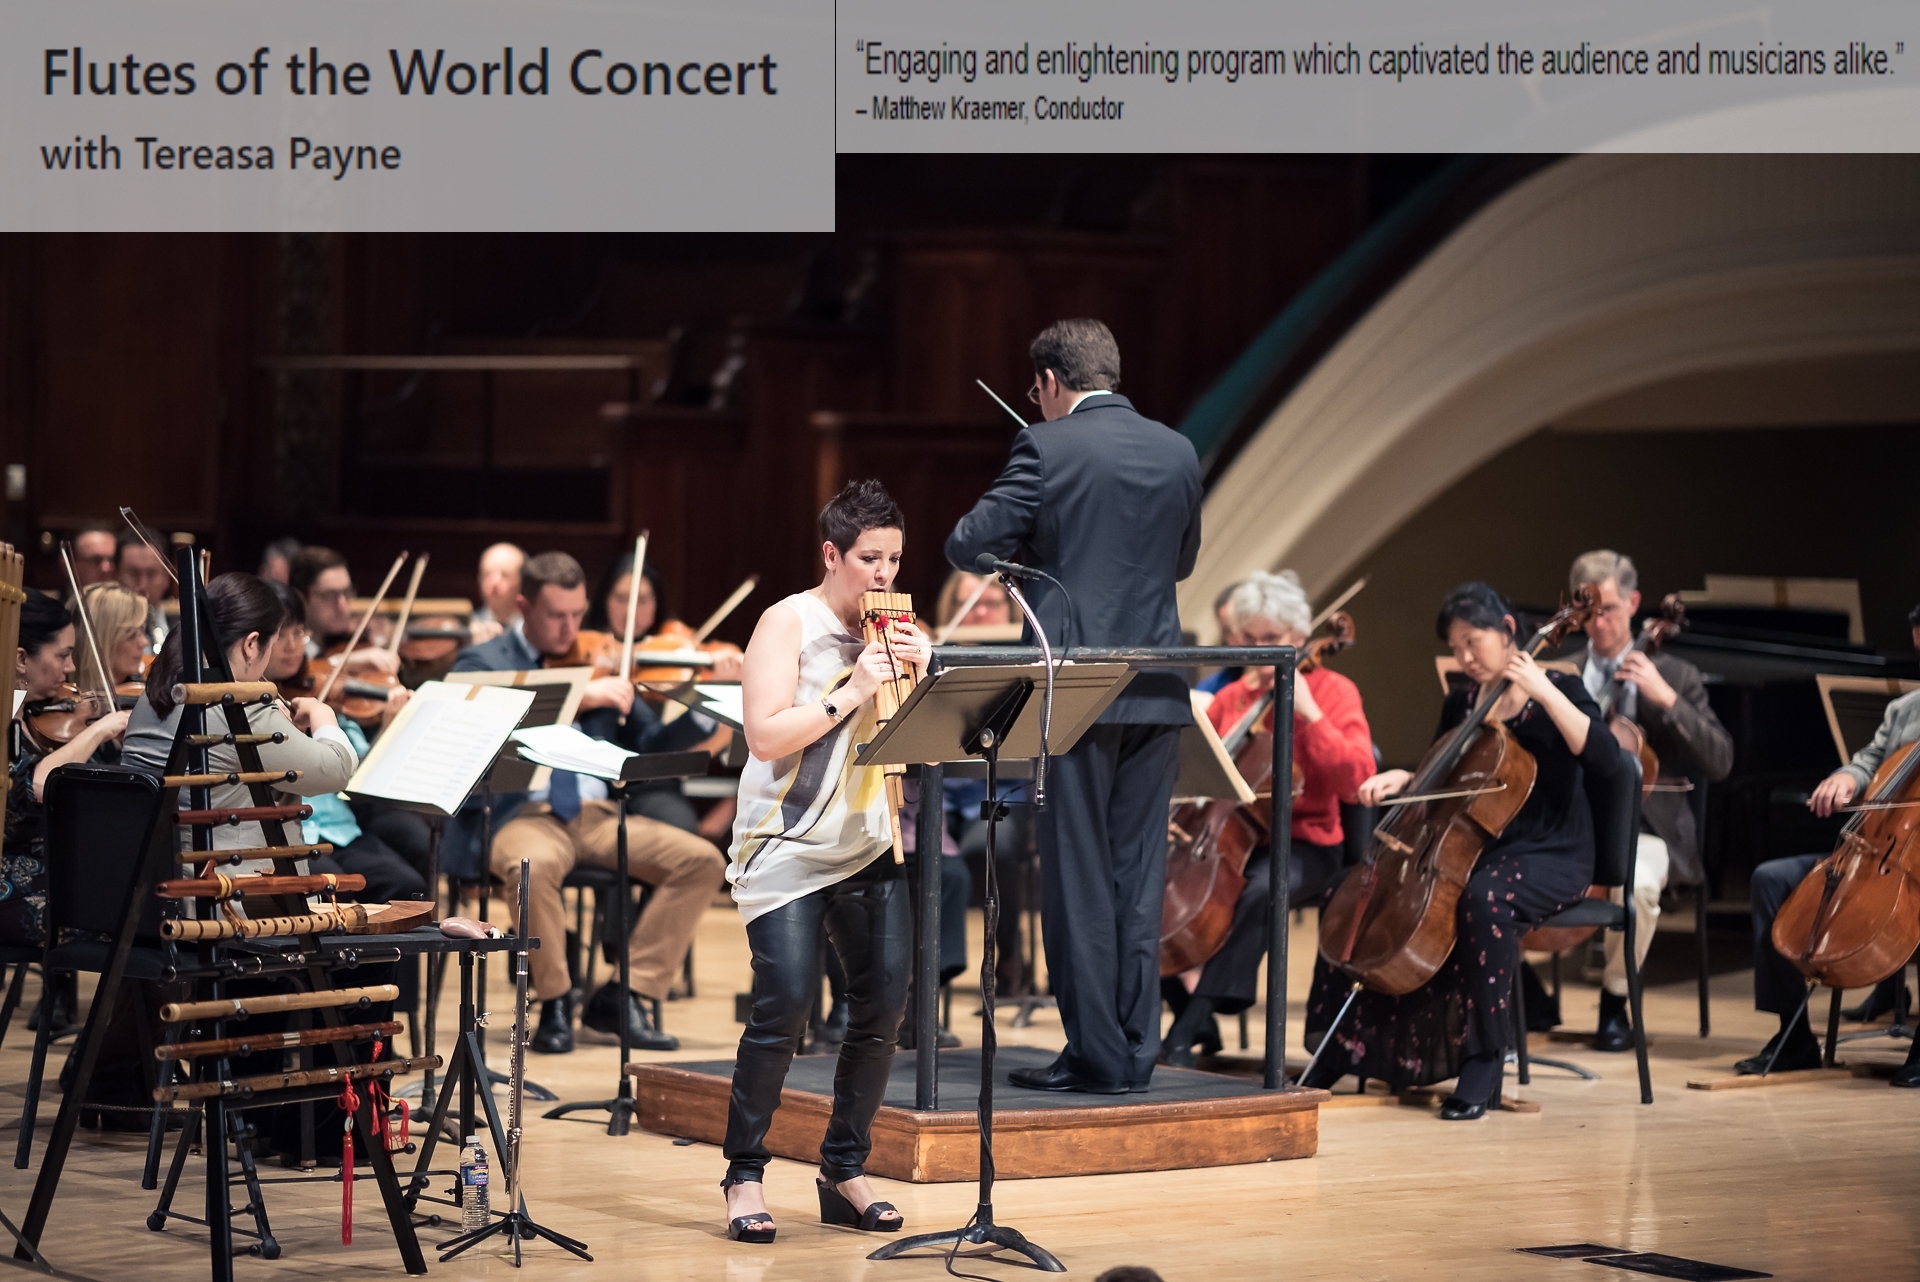 Flutes of the World Concert
with Tereasa Payne
“Engaging and enlightening program which captivated the audience and musicians alike.”
– Matthew Kraemer, Conductor